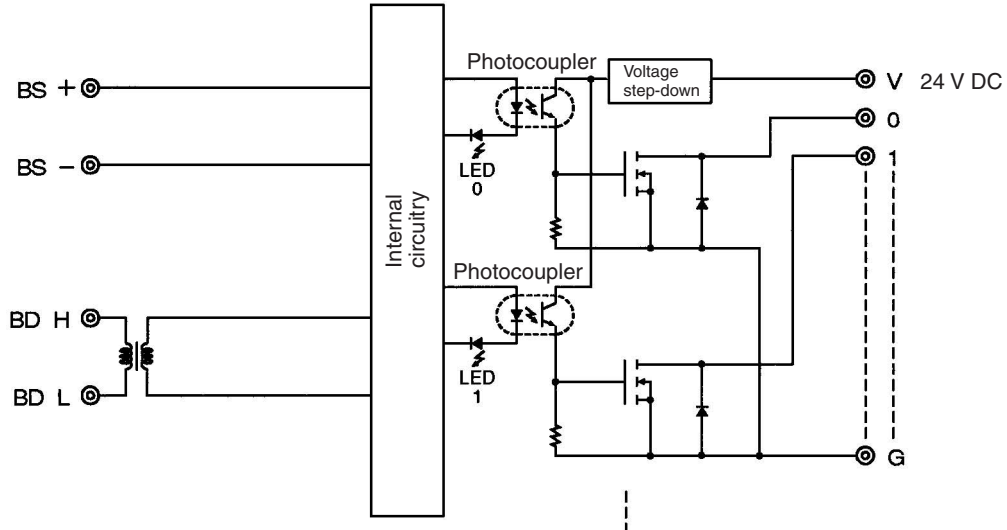 BS +
BS −
BD H
BD L
Internal
circuitry
Photocoupler
LED
0
Photocoupler
LED
1
Voltage
step-down
V 24 V DC
0
1
G